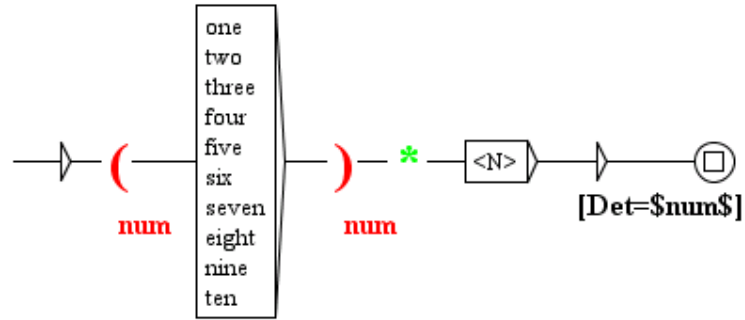 one
two
three
four
five
six
seven
eight
nine
ten
( num
) num
*
<N>
[Det=$num$]